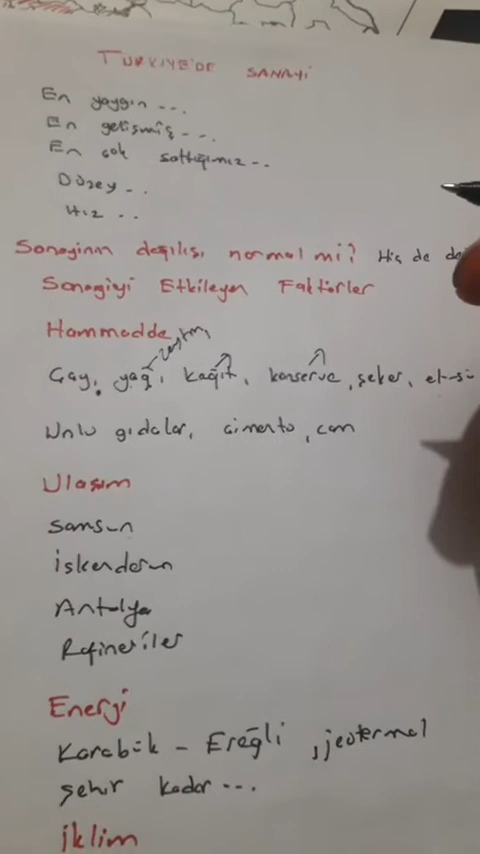 TÜRKİYE'DE SANAYİ
En yaygın ...
En gelişmiş ...
En çok sattığımız ..
Düzey ..
Hız ..
Sanayinin dağılışı normal mi? Hiç de
Sanayiyi Etkileyen Faktörler
Hammadde
zeytin
Çay, yağ, kağıt, konserve, şeker, et-sü
Unlu gıdalar, çimento, cam
Ulaşım
Samsun
İskenderun
Antalya
Rafineriler
Enerji
Karabük - Ereğli, jeotermal
Şehir kadar ...
İklim